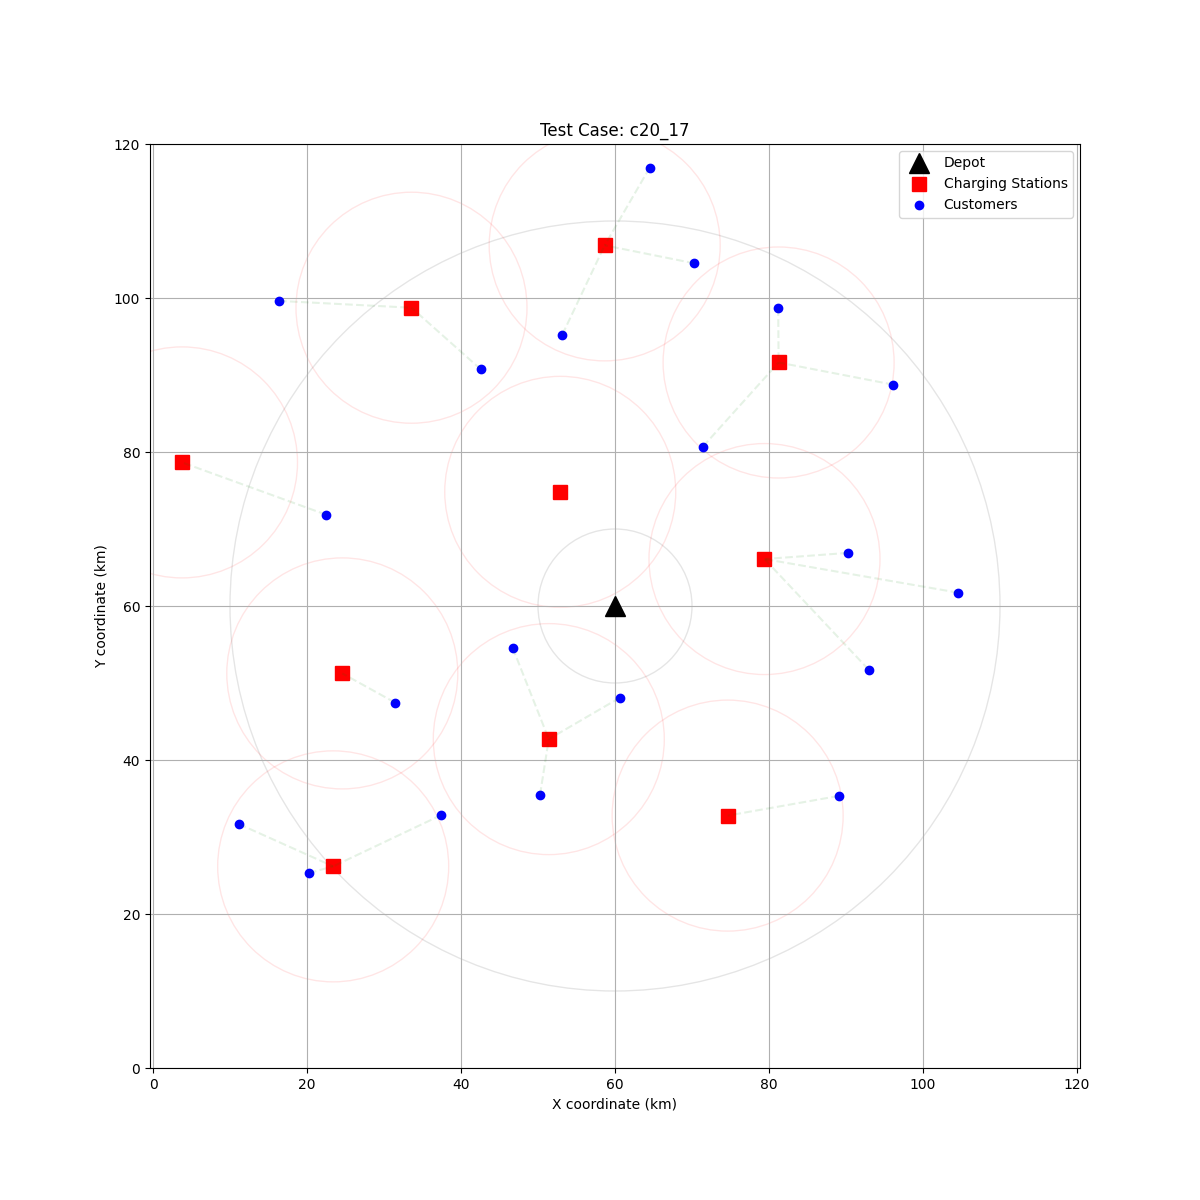 Test Case: c20_17
Depot
Charging Stations
Customers
120
100
80
60
40
20
0
Y coordinate (km)
0 20 40 60 80 100 120
X coordinate (km)